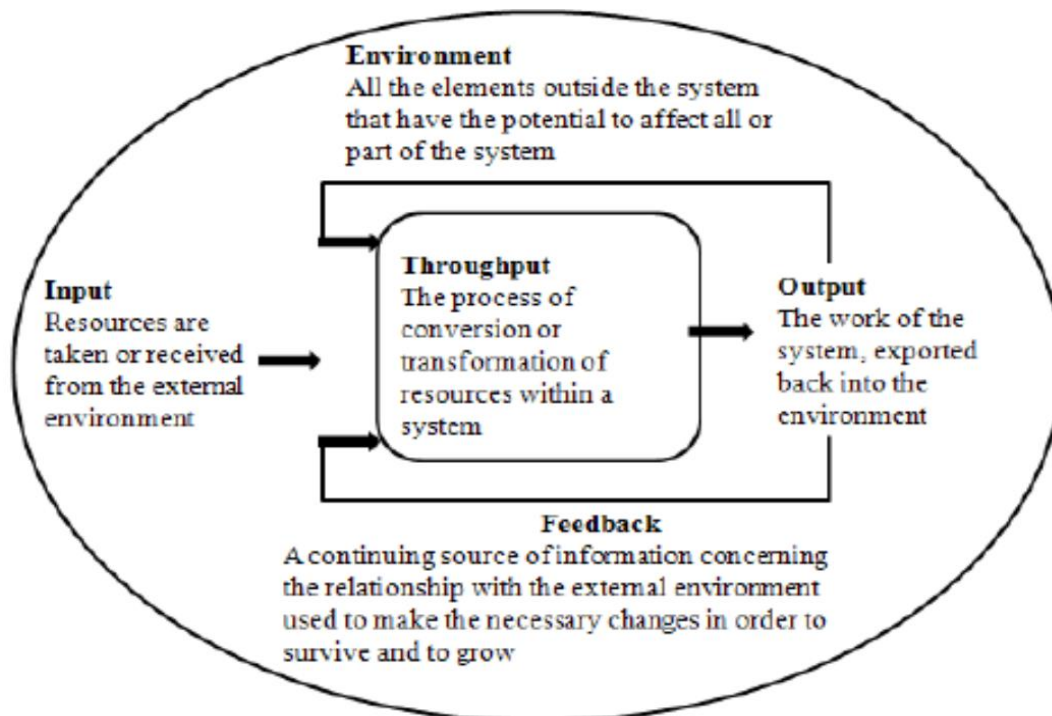 Environment
All the elements outside the system
that have the potential to affect all or
part of the system
Input
Resources are
taken or received
from the external
environment
Throughput
The process of
conversion or
transformation of
resources within a
system
Output
The work of the
system, exported
back into the
environment
Feedback
A continuing source of information concerning
the relationship with the external environment
used to make the necessary changes in order to
survive and to grow